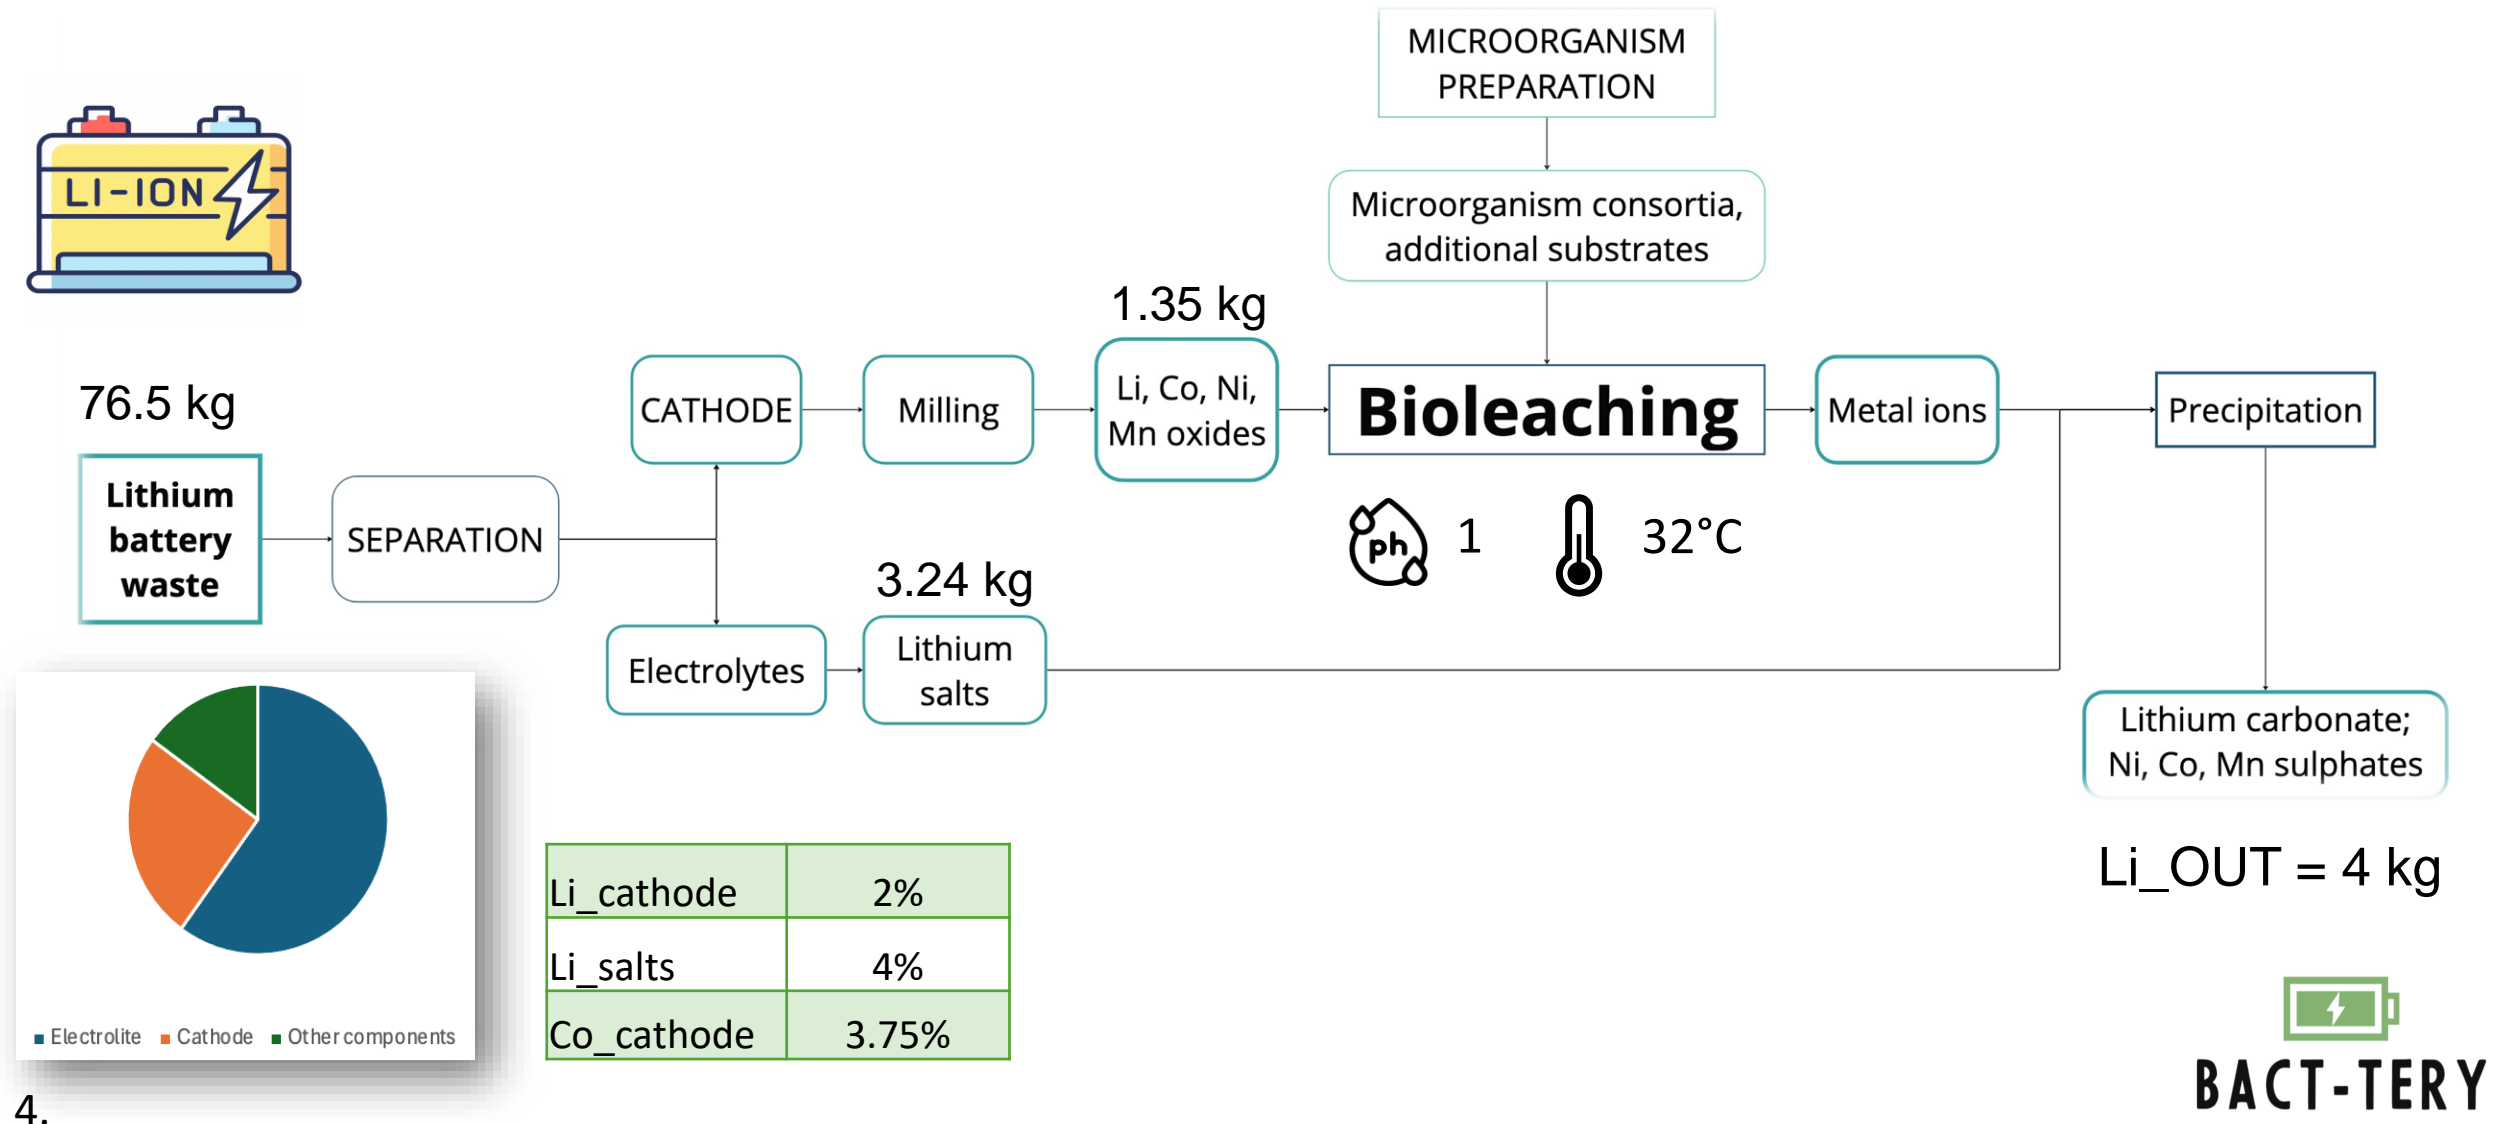 MICROORGANISM
PREPARATION
Microorganism consortia,
additional substrates
LI-ION
1.35 kg
76.5 kg
CATHODE
Milling
Li, Co, Ni,
Mn oxides
Bioleaching
Metal ions
Precipitation
Lithium
battery
waste
SEPARATION
ph
1
32°C
3.24 kg
Electrolytes
Lithium
salts
Lithium carbonate;
Ni, Co, Mn sulphates
Li_OUT = 4 kg
Electrolite Cathode Other components
Li_cathode 2%
Li_salts 4%
Co_cathode 3.75%
BACT-TERY
4.